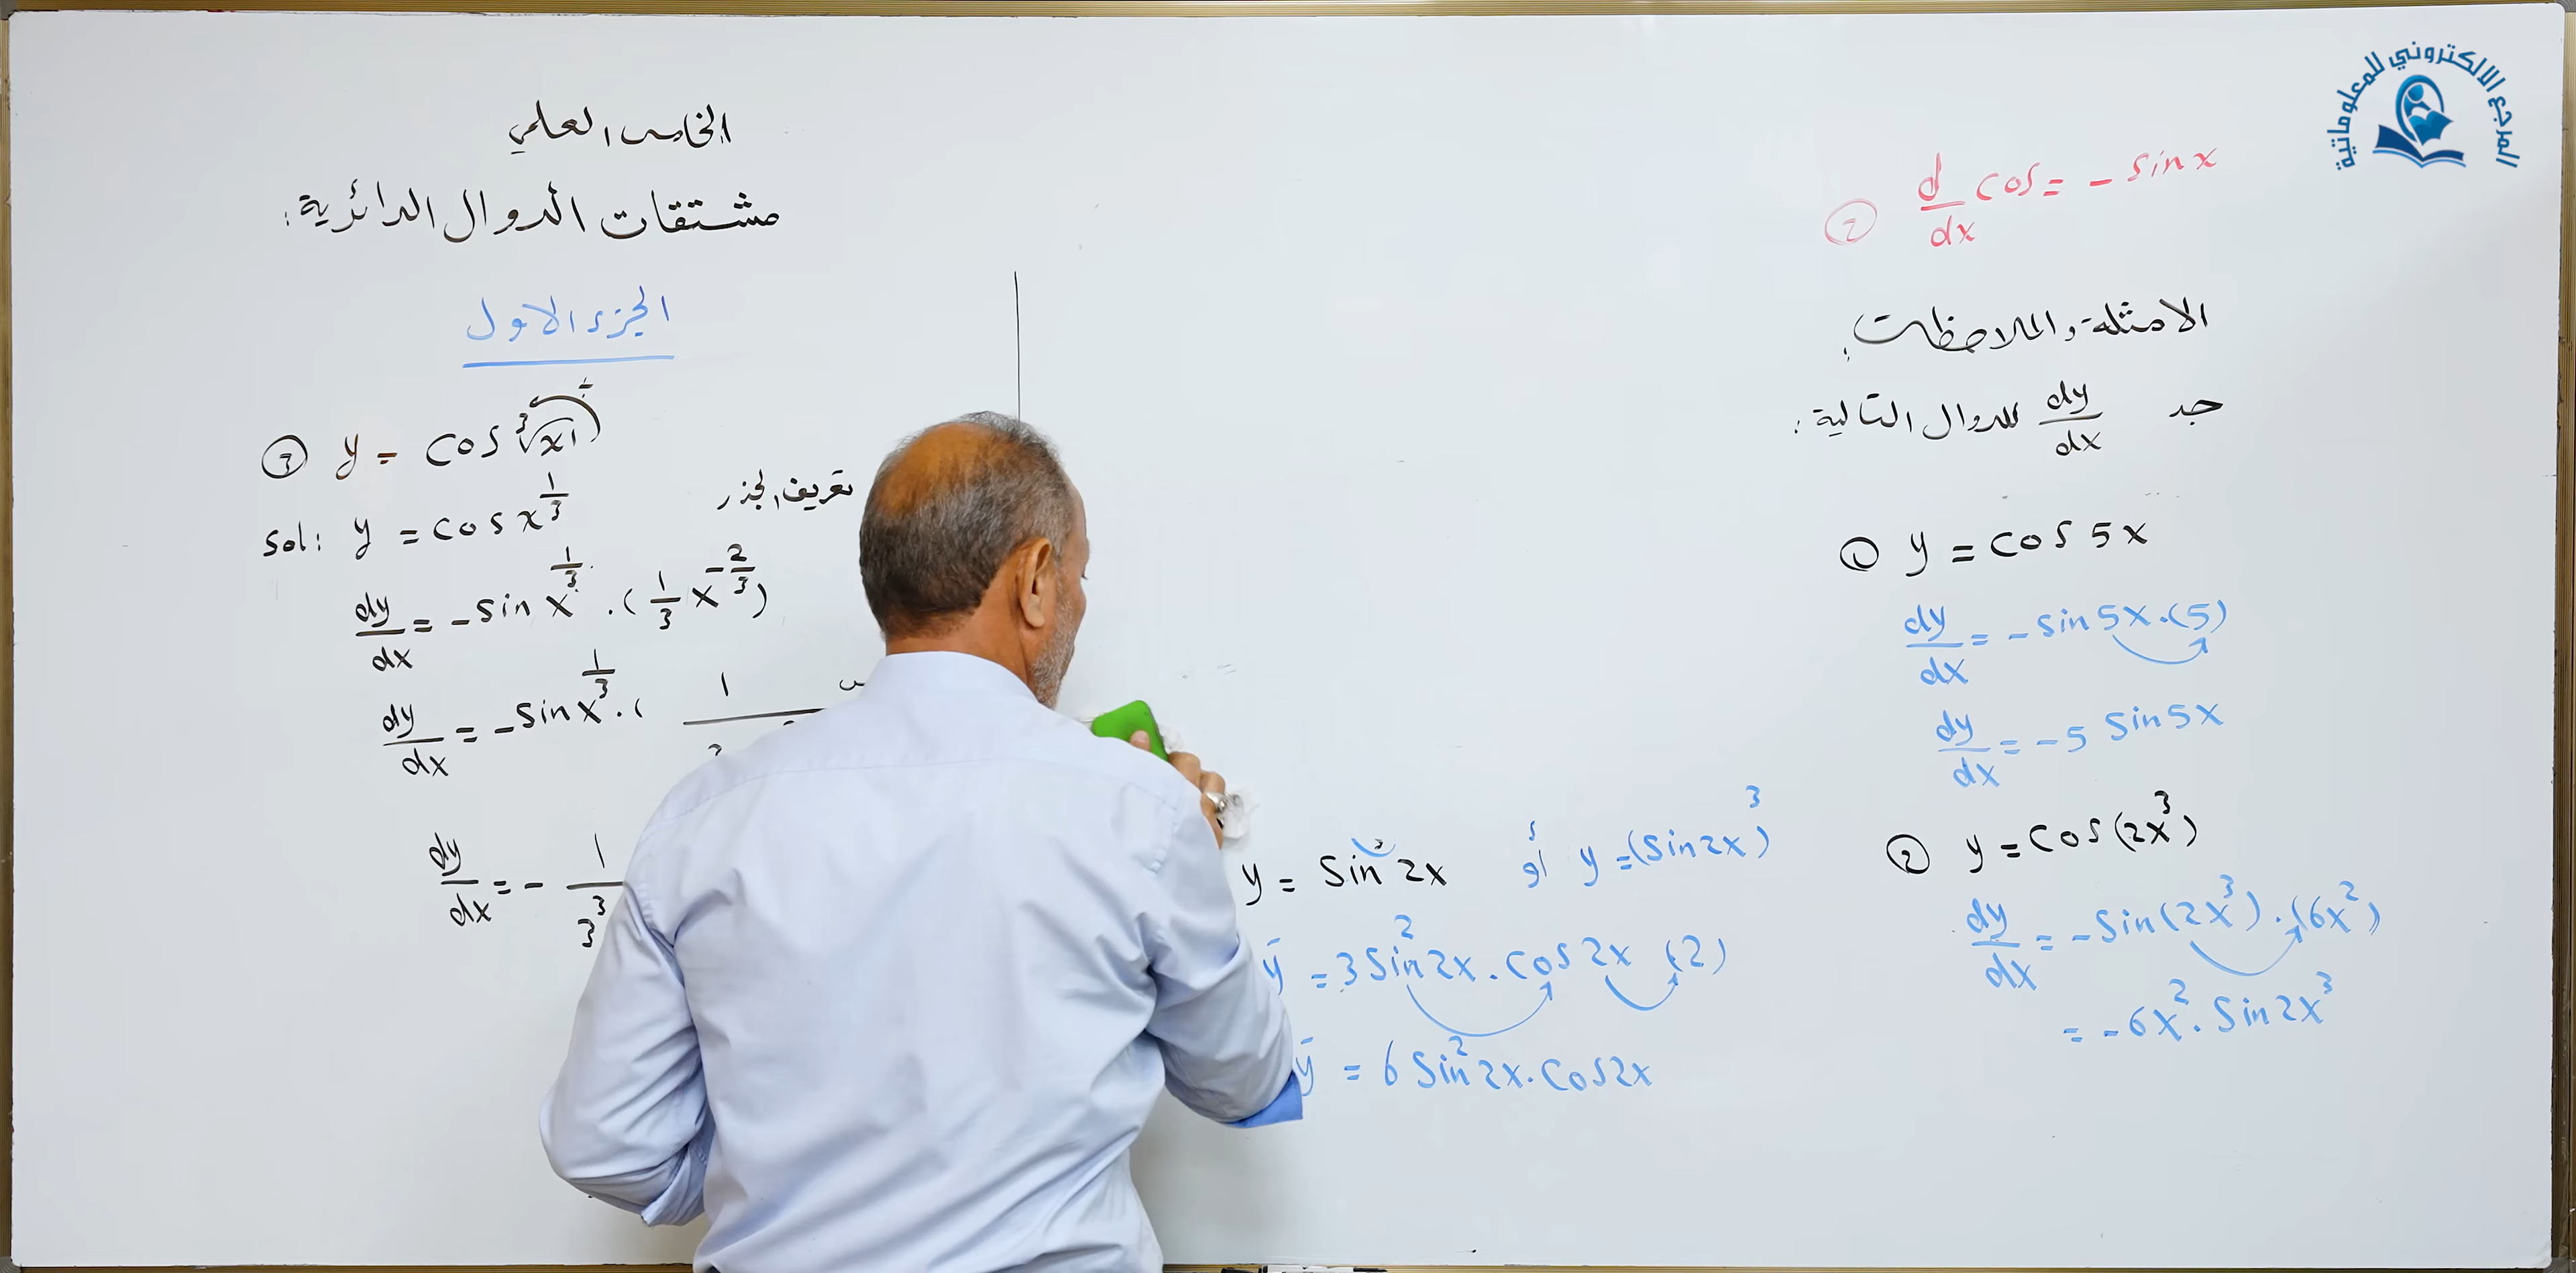 المرجع الالكتروني للمعلوماتية
الخامس العلمي
مشتقات الدوال الدائرية:
الجزء الاول
② d/dx cos = - sin x
الامثلة والملاحظات:
جد dy/dx للدوال التالية:
① y = cos 5x
dy/dx = - sin 5x . (5)
dy/dx = -5 sin 5x
② y = cos (2x³)
dy/dx = - sin (2x³) . (6x²)
= -6x² . sin 2x³
y = sin³ 2x أو y = (sin 2x)³
ȳ = 3 sin² 2x . cos 2x (2)
ȳ = 6 sin² 2x . cos 2x
③ y = cos ∛x
sol: y = cos x^(1/3) تعريف الجذر
dy/dx = - sin x^(1/3) . (1/3 x^(-2/3))
dy/dx = - sin x^(1/3) . ( 1
dy/dx = - 1